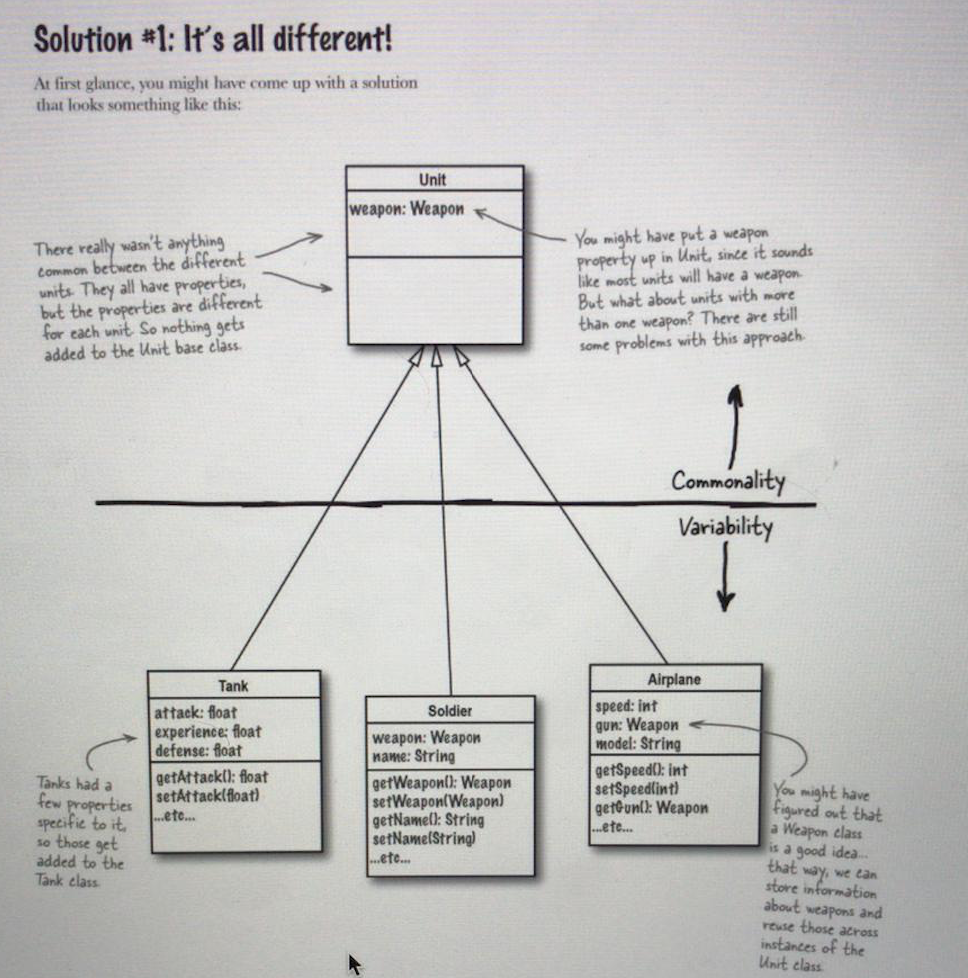 Solution #1: It's all different!
At first glance, you might have come up with a solution
that looks something like this:
Unit
weapon: Weapon
There really wasn't anything
common between the different
units. They all have properties,
but the properties are different
for each unit. So nothing gets
added to the Unit base class.
You might have put a weapon
property up in Unit, since it sounds
like most units will have a weapon.
But what about units with more
than one weapon? There are still
some problems with this approach.
Commonality
Variability
Tank
attack: float
experience: float
defense: float
getAttack(): float
setAttack(float)
...etc...
Soldier
weapon: Weapon
name: String
getWeapon(): Weapon
setWeapon(Weapon)
getName(): String
setName(String)
...etc...
Airplane
speed: int
gun: Weapon
model: String
getSpeed(): int
setSpeed(int)
getGun(): Weapon
...etc...
Tanks had a
few properties
specific to it,
so those get
added to the
Tank class.
You might have
figured out that
a Weapon class
is a good idea...
that way, we can
store information
about weapons and
reuse those across
instances of the
Unit class.